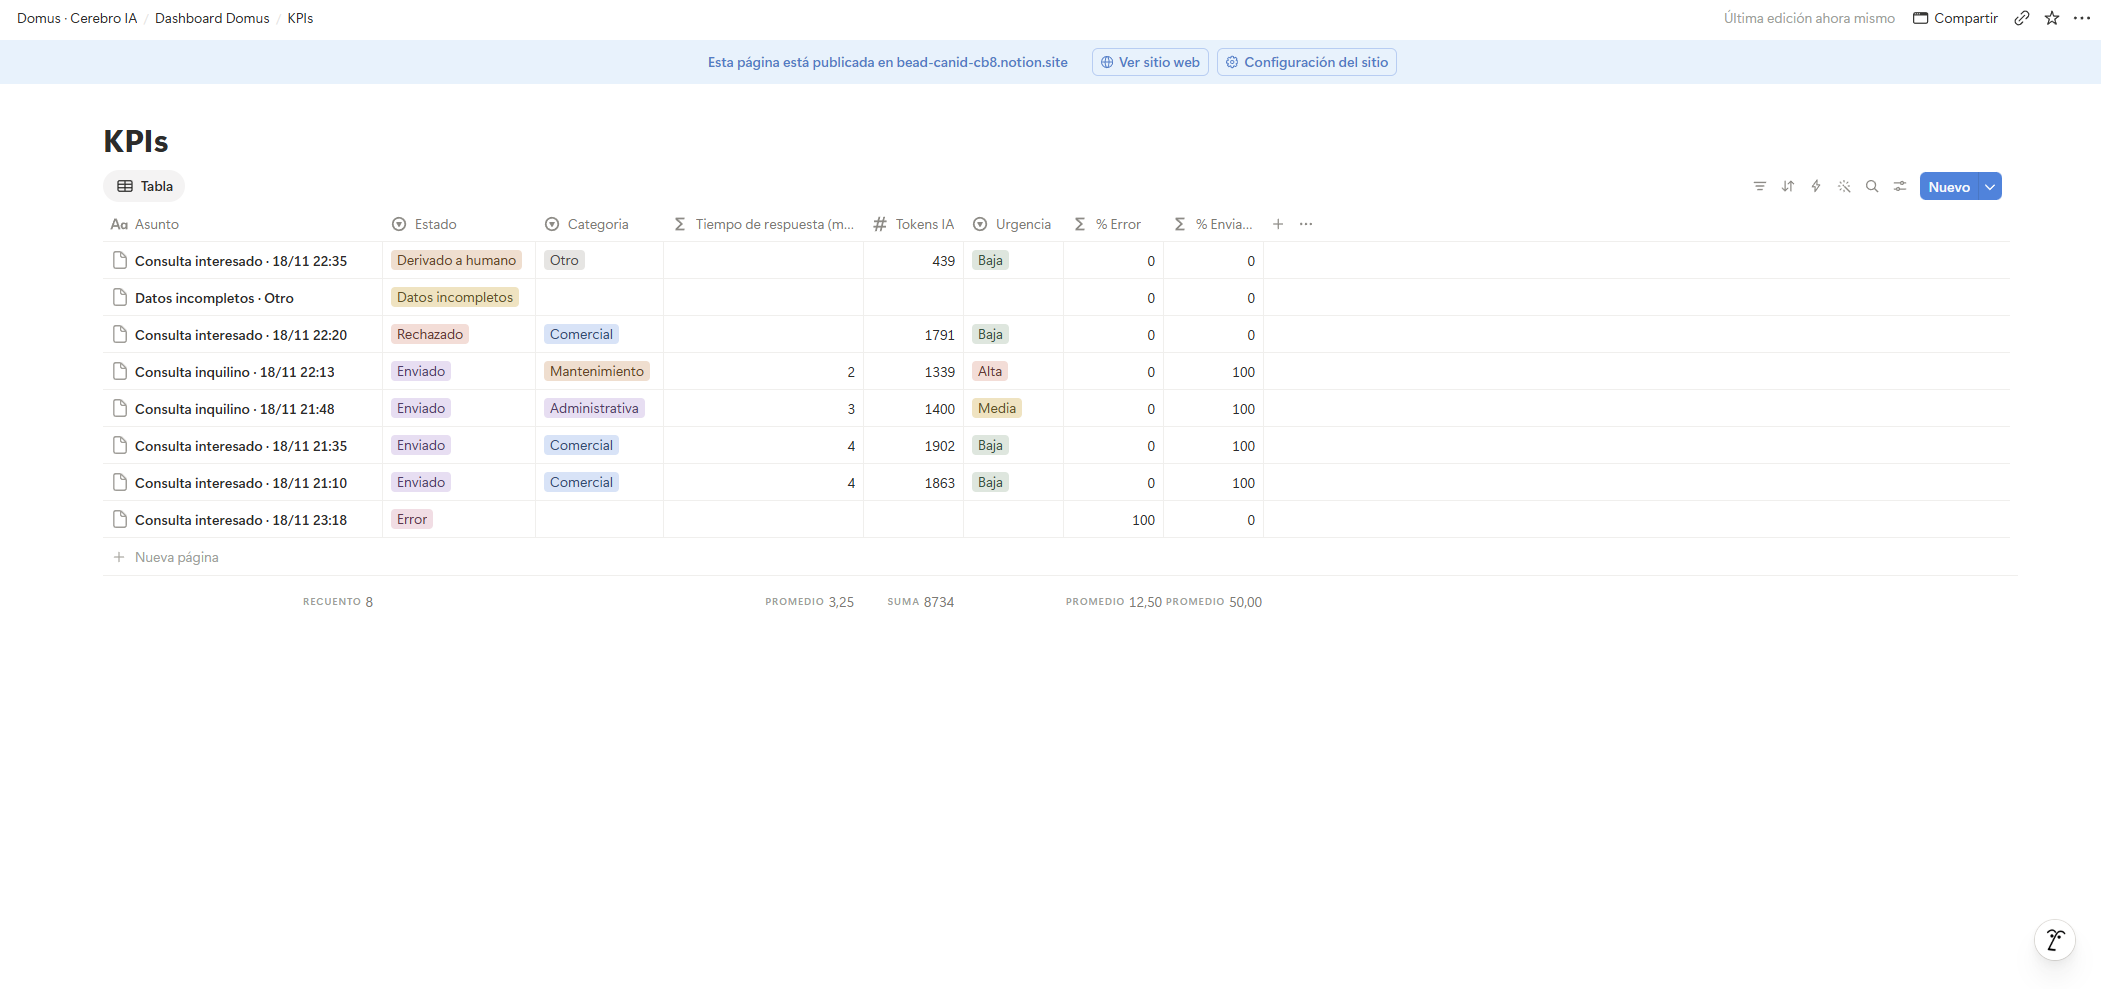 Domus · Cerebro IA / Dashboard Domus / KPIs Última edición ahora mismo Compartir
Esta página está publicada en bead-canid-cb8.notion.site Ver sitio web Configuración del sitio
KPIs
Tabla Nuevo
Aa Asunto Estado Categoria Σ Tiempo de respuesta (m... # Tokens IA Urgencia Σ % Error Σ % Envia...
Consulta interesado · 18/11 22:35 Derivado a humano Otro 439 Baja 0 0
Datos incompletos · Otro Datos incompletos 0 0
Consulta interesado · 18/11 22:20 Rechazado Comercial 1791 Baja 0 0
Consulta inquilino · 18/11 22:13 Enviado Mantenimiento 2 1339 Alta 0 100
Consulta inquilino · 18/11 21:48 Enviado Administrativa 3 1400 Media 0 100
Consulta interesado · 18/11 21:35 Enviado Comercial 4 1902 Baja 0 100
Consulta interesado · 18/11 21:10 Enviado Comercial 4 1863 Baja 0 100
Consulta interesado · 18/11 23:18 Error 100 0
+ Nueva página
RECUENTO 8 PROMEDIO 3,25 SUMA 8734 PROMEDIO 12,50 PROMEDIO 50,00